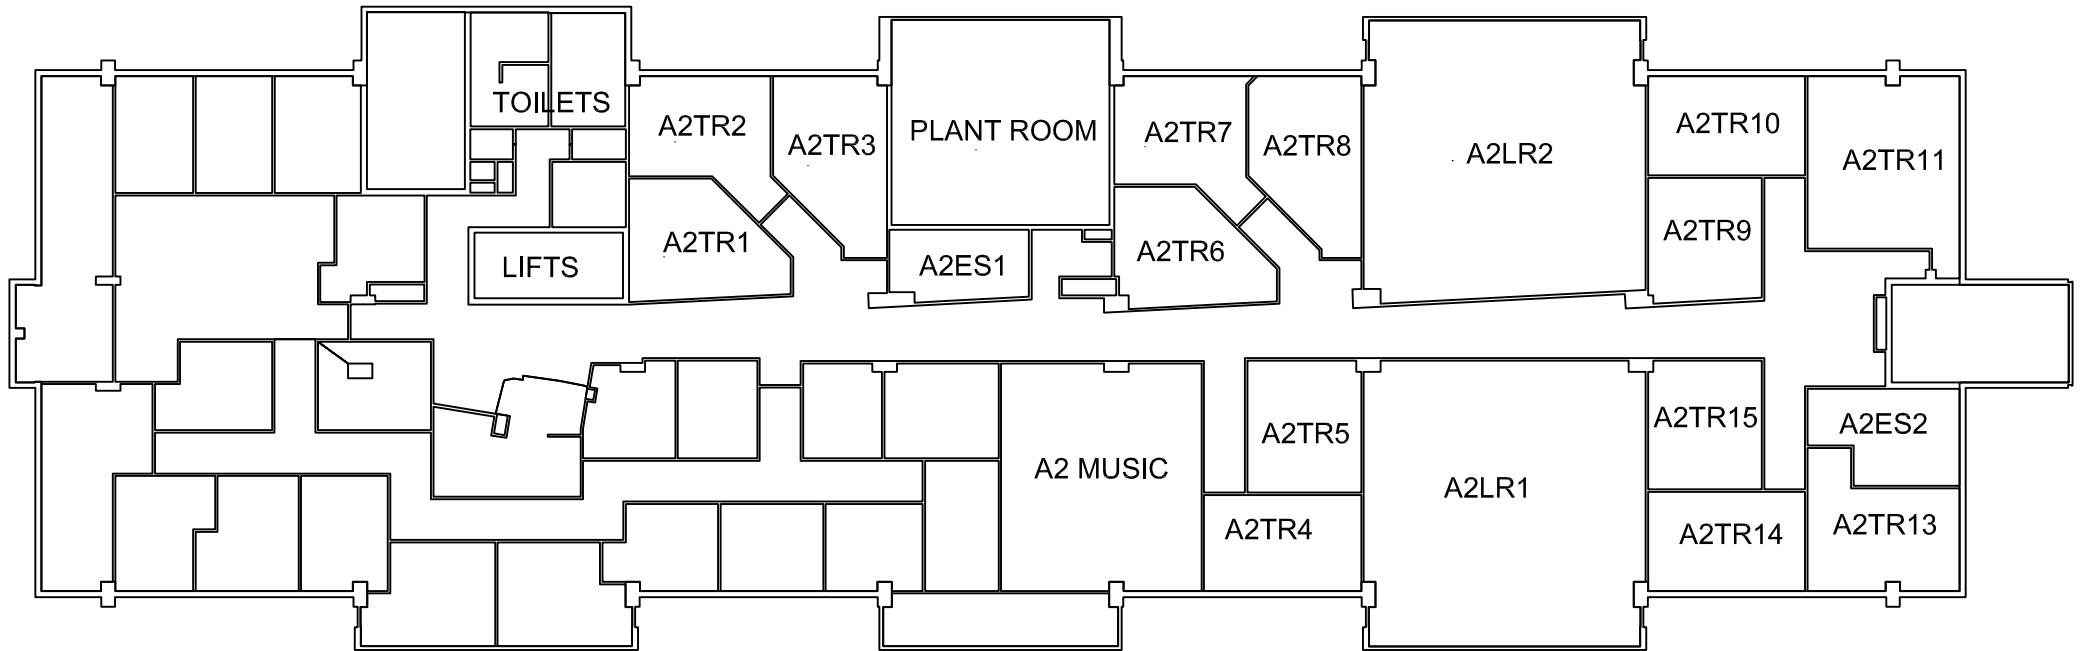 TOILETS
A2TR2
A2TR3
PLANT ROOM
A2TR7
A2TR8
A2LR2
A2TR10
A2TR11
A2TR1
LIFTS
A2ES1
A2TR6
A2TR9
A2 MUSIC
A2TR5
A2TR4
A2LR1
A2TR15
A2ES2
A2TR14
A2TR13